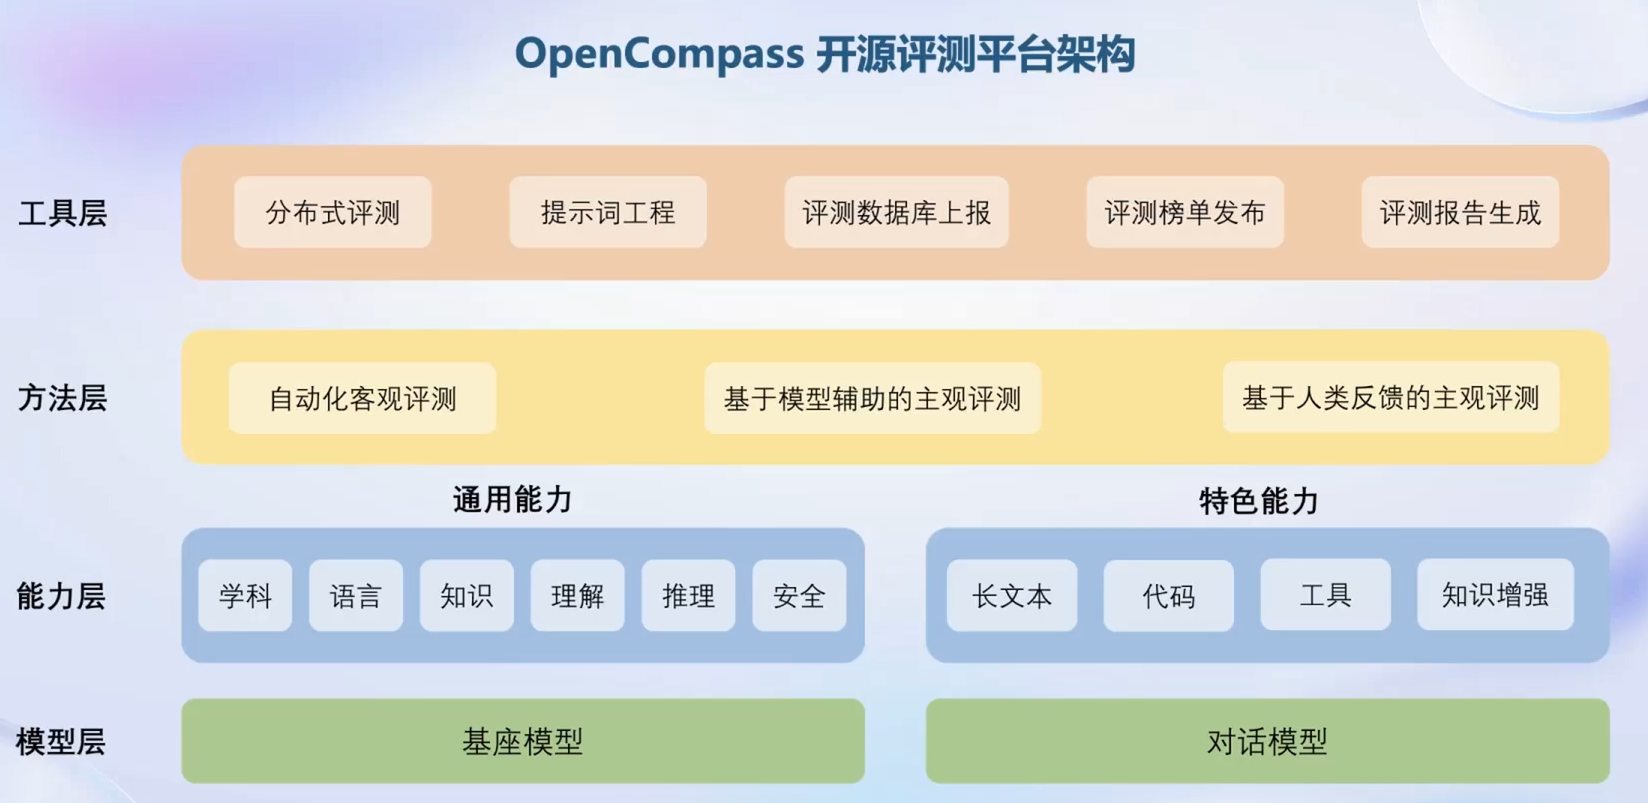 OpenCompass 开源评测平台架构
工具层
分布式评测
提示词工程
评测数据库上报
评测榜单发布
评测报告生成
方法层
自动化客观评测
基于模型辅助的主观评测
基于人类反馈的主观评测
通用能力
特色能力
能力层
学科
语言
知识
理解
推理
安全
长文本
代码
工具
知识增强
模型层
基座模型
对话模型